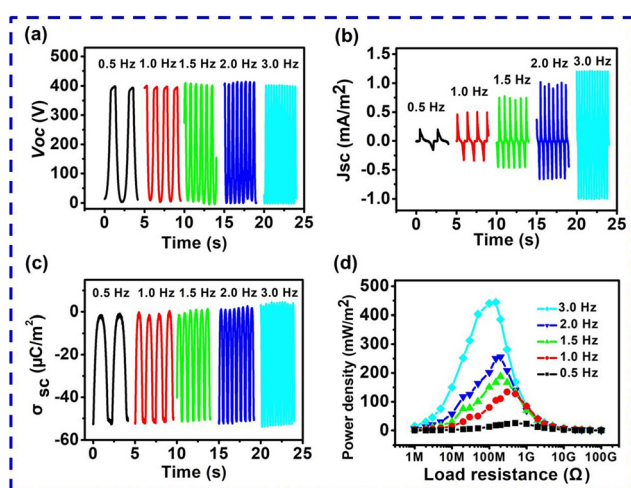 (a)
0.5 Hz 1.0 Hz 1.5 Hz 2.0 Hz 3.0 Hz
Voc (V)
500
400
300
200
100
0
0 5 10 15 20 25
Time (s)
(b)
0.5 Hz
1.0 Hz
1.5 Hz
2.0 Hz
3.0 Hz
Jsc (mA/m²)
1.5
1.0
0.5
0.0
-0.5
-1.0
0 5 10 15 20 25
Time (s)
(c)
0.5 Hz 1.0 Hz 1.5 Hz 2.0 Hz 3.0 Hz
σ sc (µC/m²)
0
-20
-40
-60
0 5 10 15 20 25
Time (s)
(d)
Power density (mW/m²)
500
400
300
200
100
0
3.0 Hz
2.0 Hz
1.5 Hz
1.0 Hz
0.5 Hz
1M 10M 100M 1G 10G 100G
Load resistance (Ω)